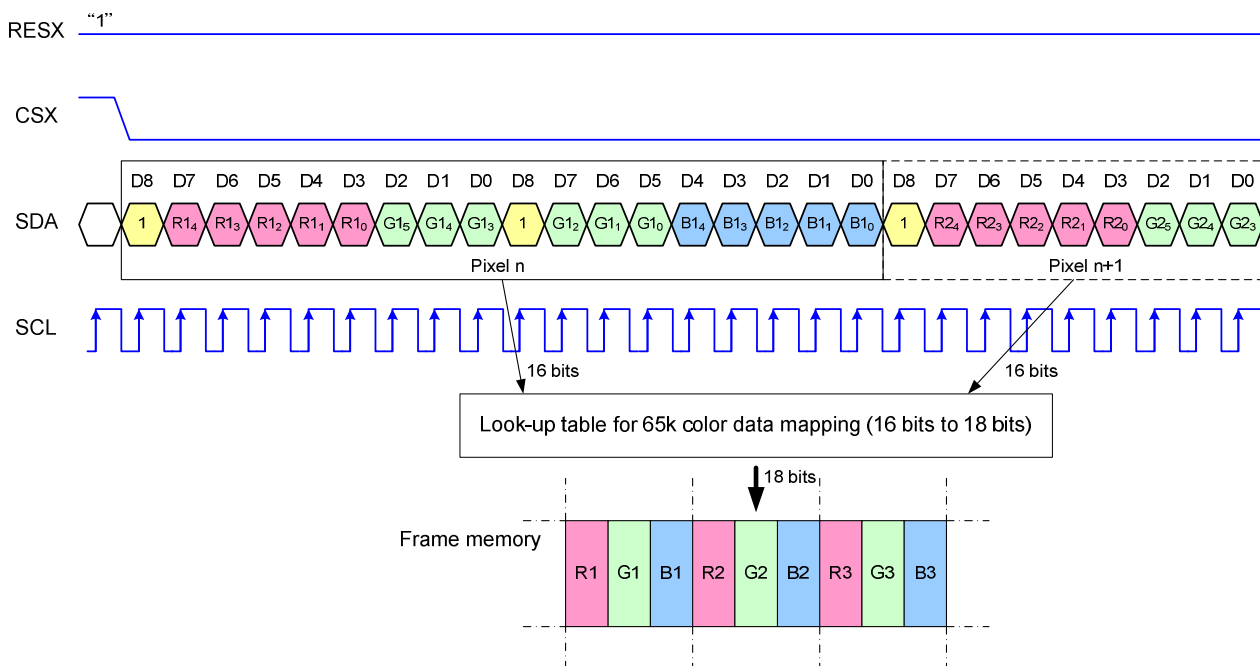 RESX “1”
CSX
D8 D7 D6 D5 D4 D3 D2 D1 D0 D8 D7 D6 D5 D4 D3 D2 D1 D0 D8 D7 D6 D5 D4 D3 D2 D1 D0
SDA 1 R1₄ R1₃ R1₂ R1₁ R1₀ G1₅ G1₄ G1₃ 1 G1₂ G1₁ G1₀ B1₄ B1₃ B1₂ B1₁ B1₀ 1 R2₄ R2₃ R2₂ R2₁ R2₀ G2₅ G2₄ G2₃
Pixel n Pixel n+1
SCL
16 bits 16 bits
Look-up table for 65k color data mapping (16 bits to 18 bits)
18 bits
Frame memory
R1 G1 B1 R2 G2 B2 R3 G3 B3